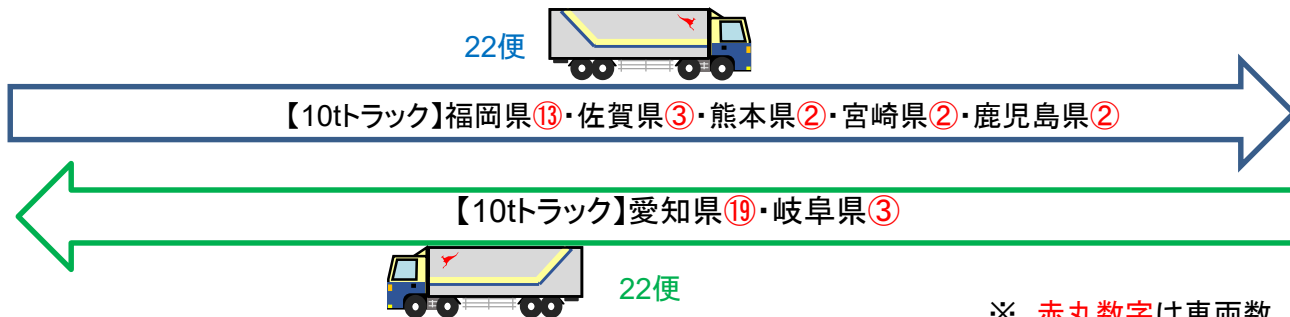 22便
【10tトラック】福岡県⑬・佐賀県③・熊本県②・宮崎県②・鹿児島県②
【10tトラック】愛知県⑲・岐阜県③
22便
※ 赤丸数字は車両数